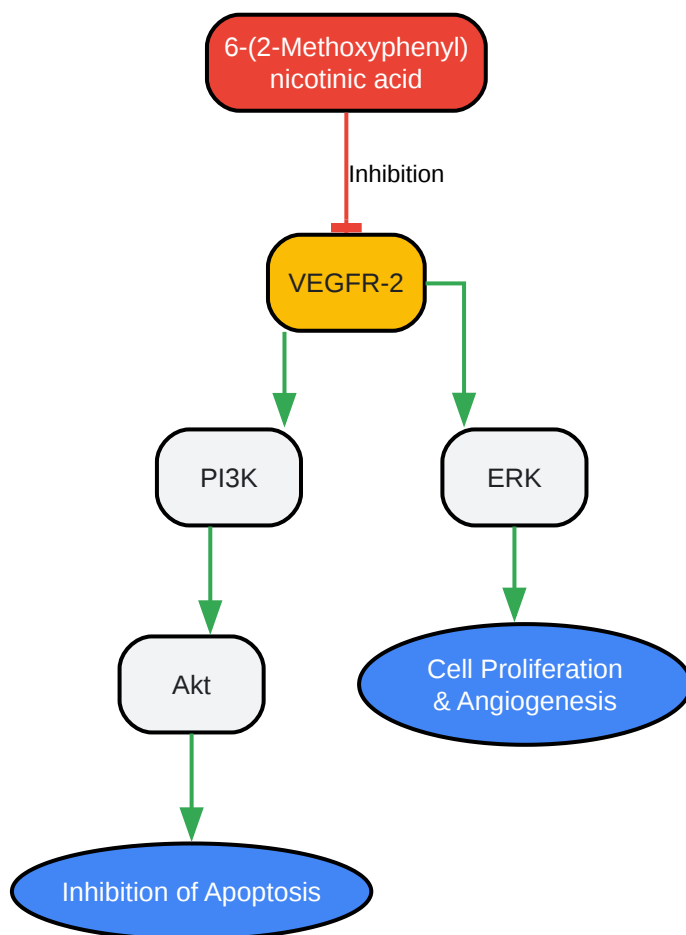 6-(2-Methoxyphenyl)
nicotinic acid
Inhibition
VEGFR-2
PI3K
ERK
Akt
Cell Proliferation
& Angiogenesis
Inhibition of Apoptosis